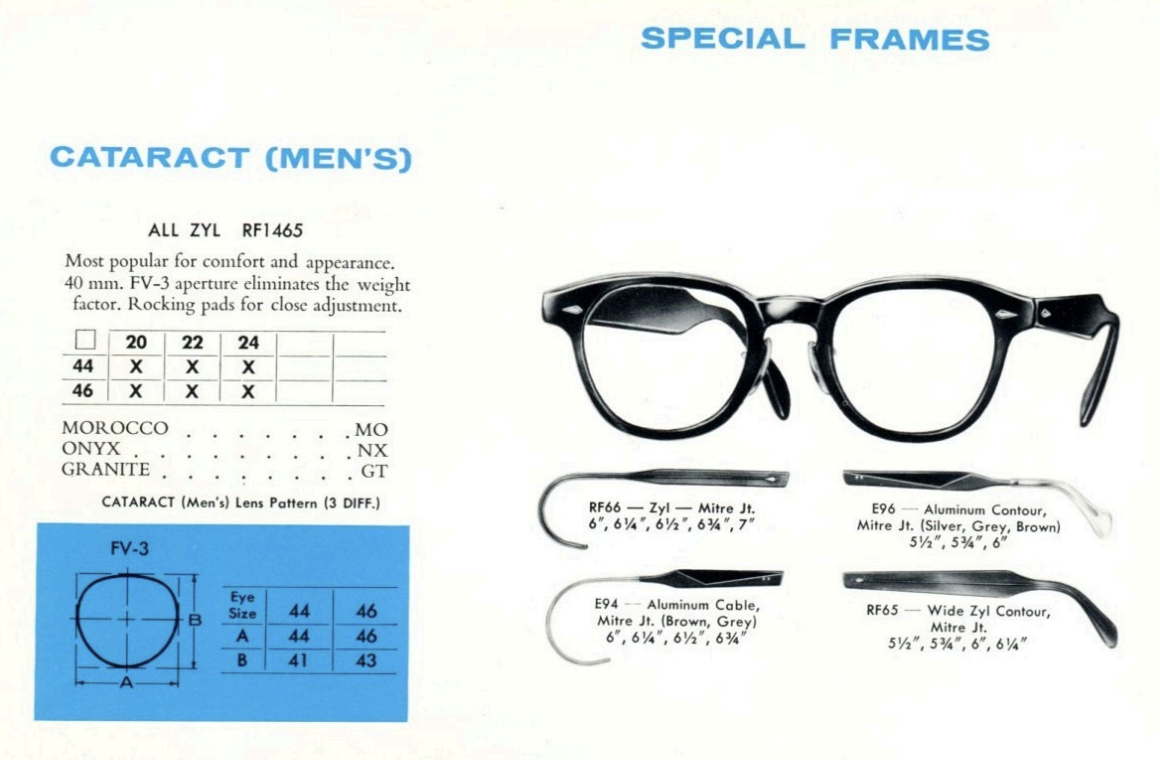 SPECIAL FRAMES
CATARACT (MEN'S)
ALL ZYL RF1465
Most popular for comfort and appearance.
40 mm. FV-3 aperture eliminates the weight
factor. Rocking pads for close adjustment.
□ 20 22 24
44 X X X
46 X X X
MOROCCO . . . . . . . MO
ONYX . . . . . . . . . NX
GRANITE . . . . . . . . GT
CATARACT (Men's) Lens Pattern (3 DIFF.)
FV-3
B
A
Eye
Size 44 46
A 44 46
B 41 43
RF66 — Zyl — Mitre Jt.
6", 6¼", 6½", 6¾", 7"
E96 — Aluminum Contour,
Mitre Jt. (Silver, Grey, Brown)
5½", 5¾", 6"
E94 — Aluminum Cable,
Mitre Jt. (Brown, Grey)
6", 6¼", 6½", 6¾"
RF65 — Wide Zyl Contour,
Mitre Jt.
5½", 5¾", 6", 6¼"